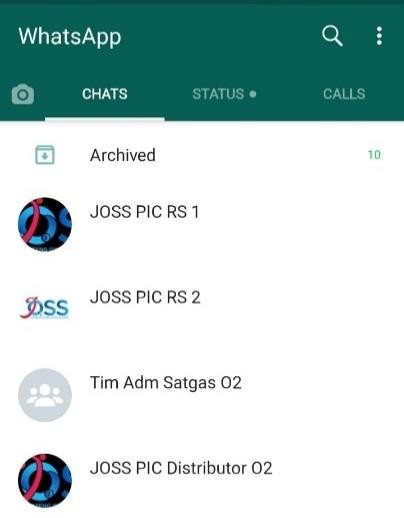 WhatsApp
CHATS STATUS CALLS
Archived 10
JOSS PIC RS 1
JOSS PIC RS 2
JOSS
Tim Adm Satgas O2
JOSS PIC Distributor O2